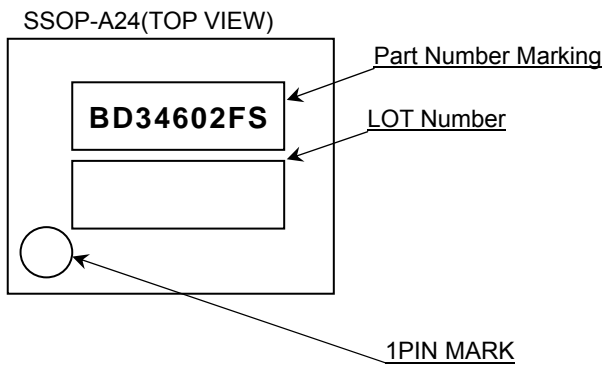 SSOP-A24(TOP VIEW)
Part Number Marking
BD34602FS
LOT Number
1PIN MARK